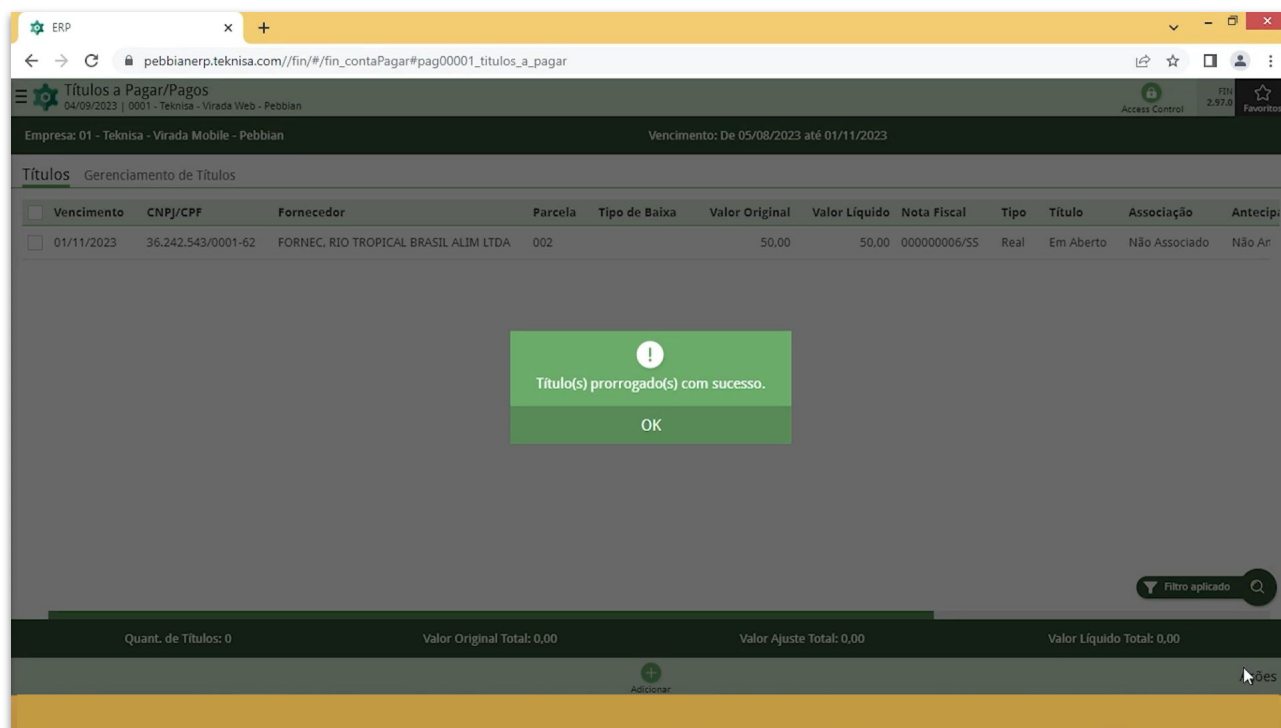 ERP
pebbianerp.teknisa.com//fin/#/fin_contaPagar#pag00001_titulos_a_pagar
Títulos a Pagar/Pagos
04/09/2023 | 0001 - Teknisa - Virada Web - Pebbian
Access Control
FIN
2.97.0
Favoritos
Empresa: 01 - Teknisa - Virada Mobile - Pebbian Vencimento: De 05/08/2023 até 01/11/2023
Títulos Gerenciamento de Títulos
Vencimento CNPJ/CPF Fornecedor Parcela Tipo de Baixa Valor Original Valor Líquido Nota Fiscal Tipo Título Associação Antecip
01/11/2023 36.242.543/0001-62 FORNEC. RIO TROPICAL BRASIL ALIM LTDA 002 50,00 50,00 000000006/SS Real Em Aberto Não Associado Não An
!
Título(s) prorrogado(s) com sucesso.
OK
Filtro aplicado
Quant. de Títulos: 0 Valor Original Total: 0,00 Valor Ajuste Total: 0,00 Valor Líquido Total: 0,00
Adicionar
Ações